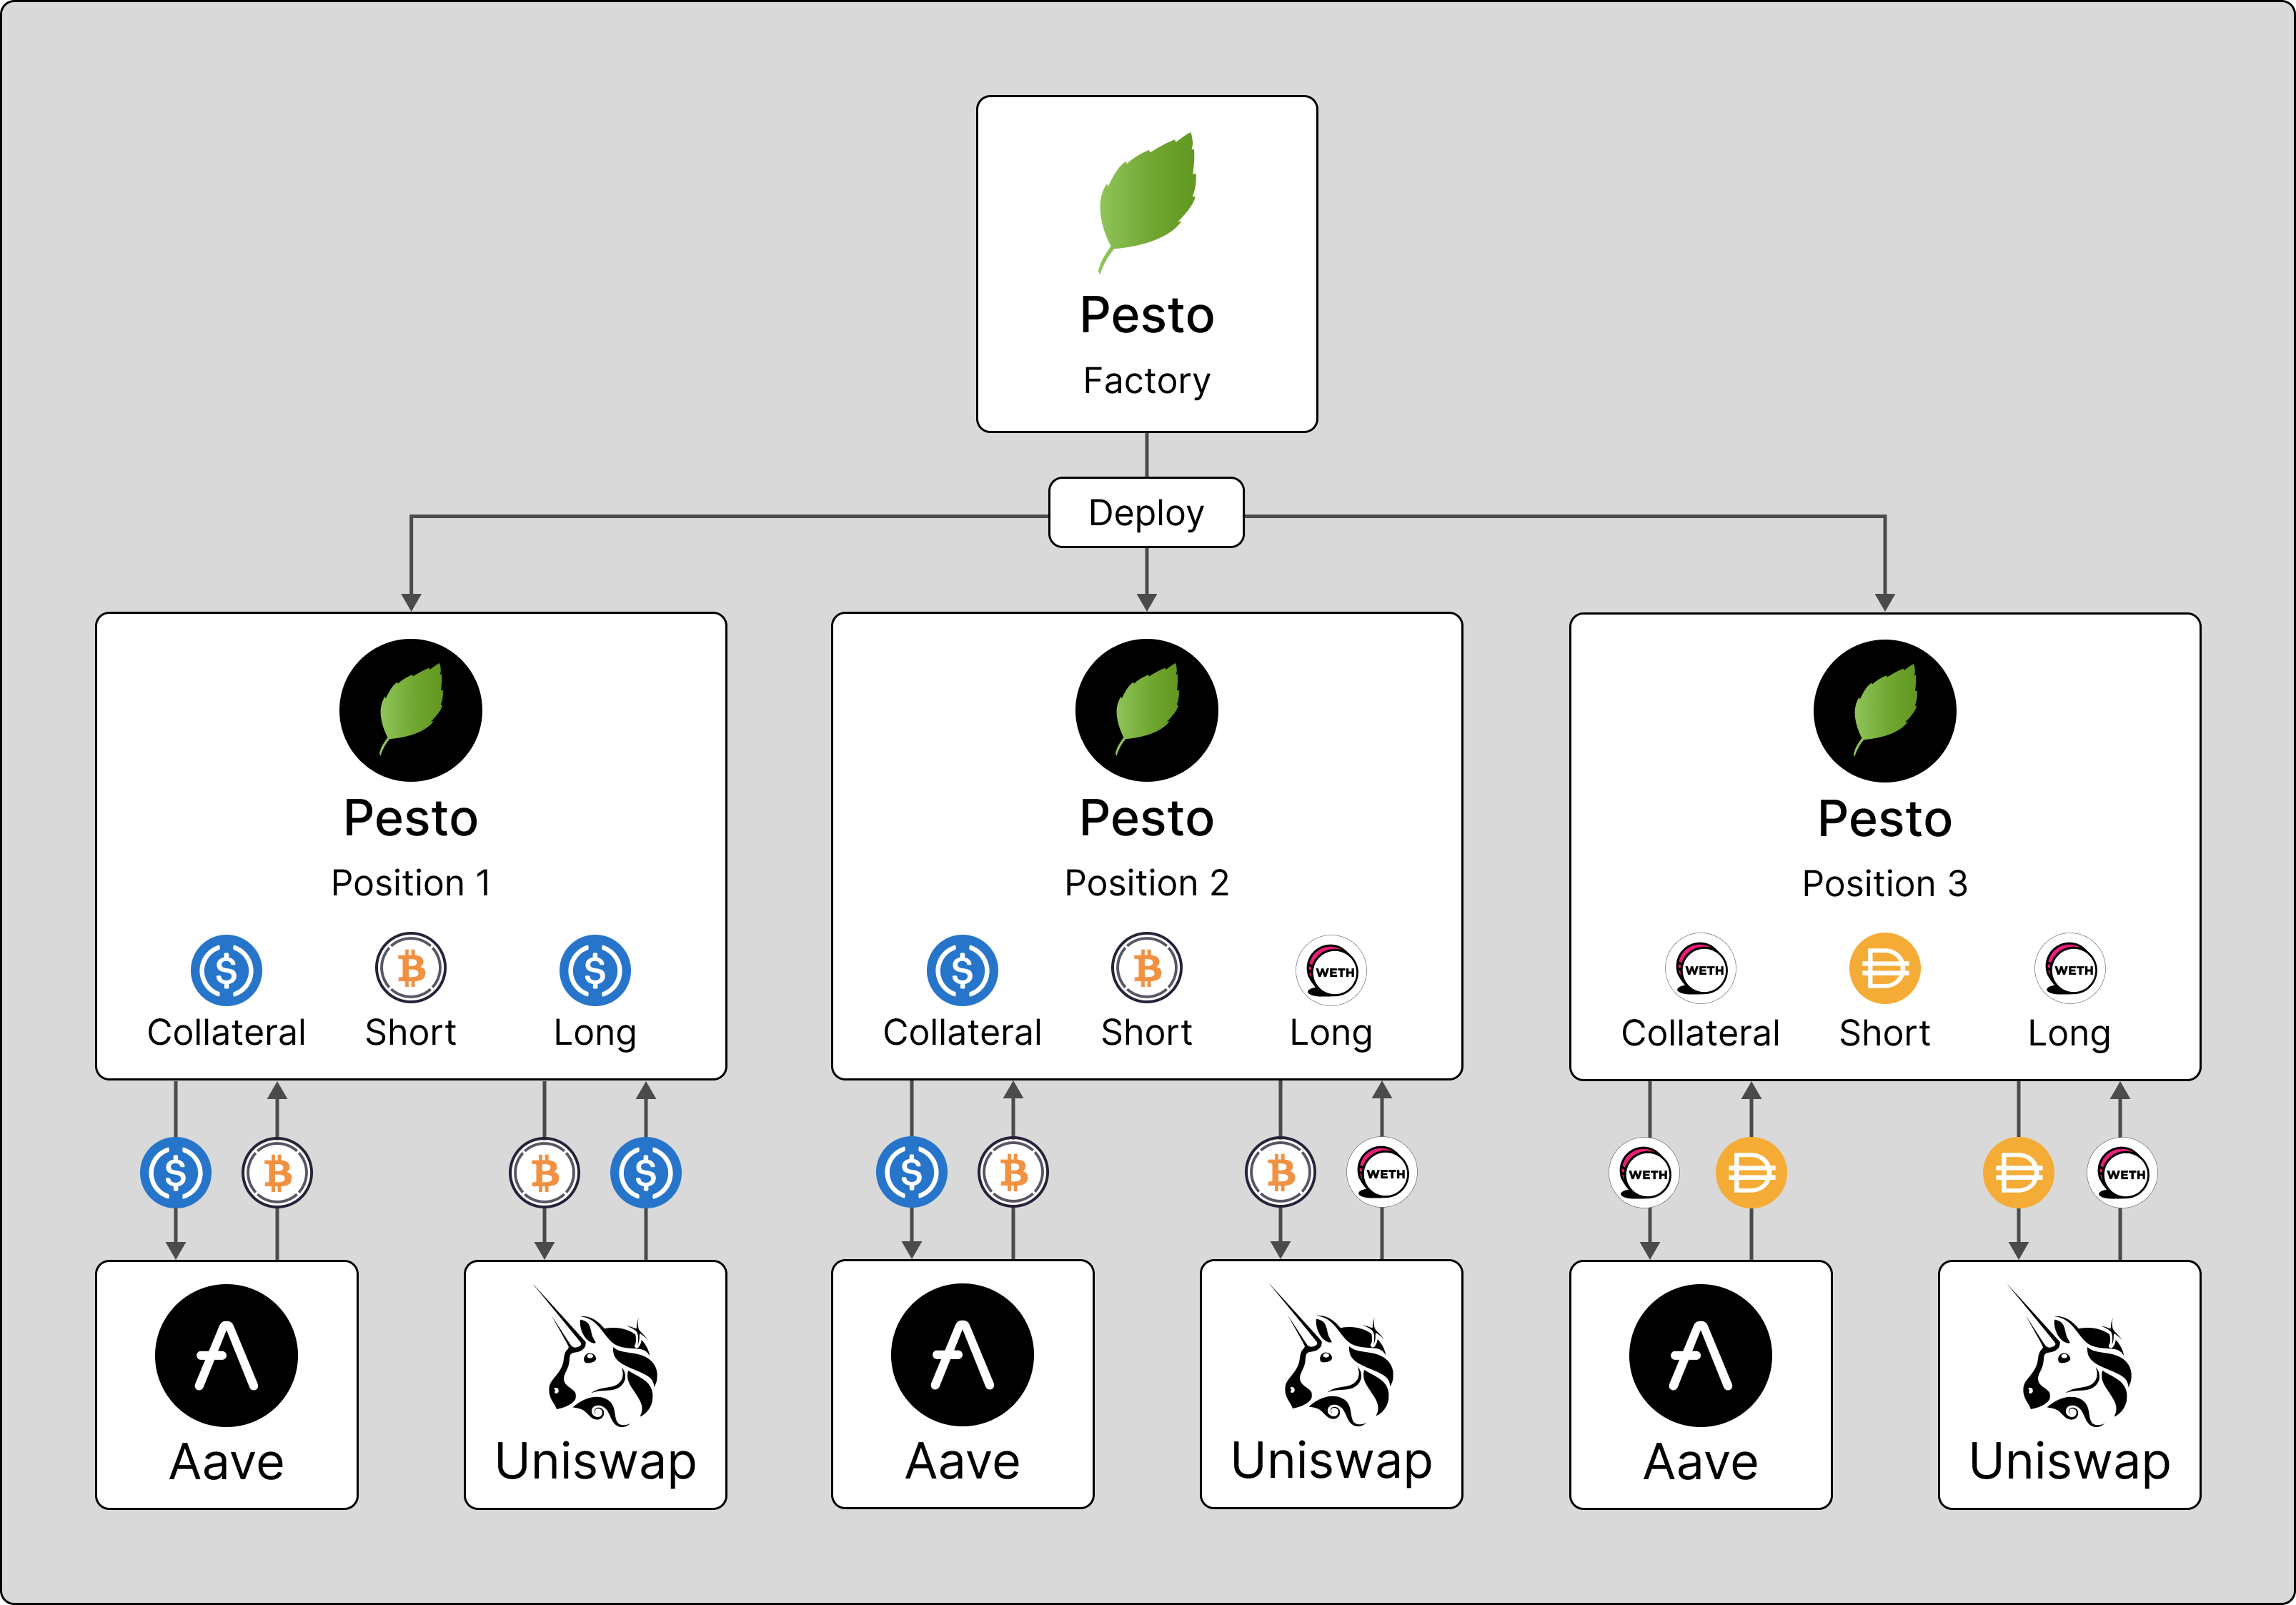 Pesto
Factory
Deploy
Pesto
Position 1
Collateral
Short
Long
Pesto
Position 2
WETH
Collateral
Short
Long
Pesto
Position 3
WETH
WETH
Collateral
Short
Long
WETH
WETH
WETH
Aave
Uniswap
Aave
Uniswap
Aave
Uniswap